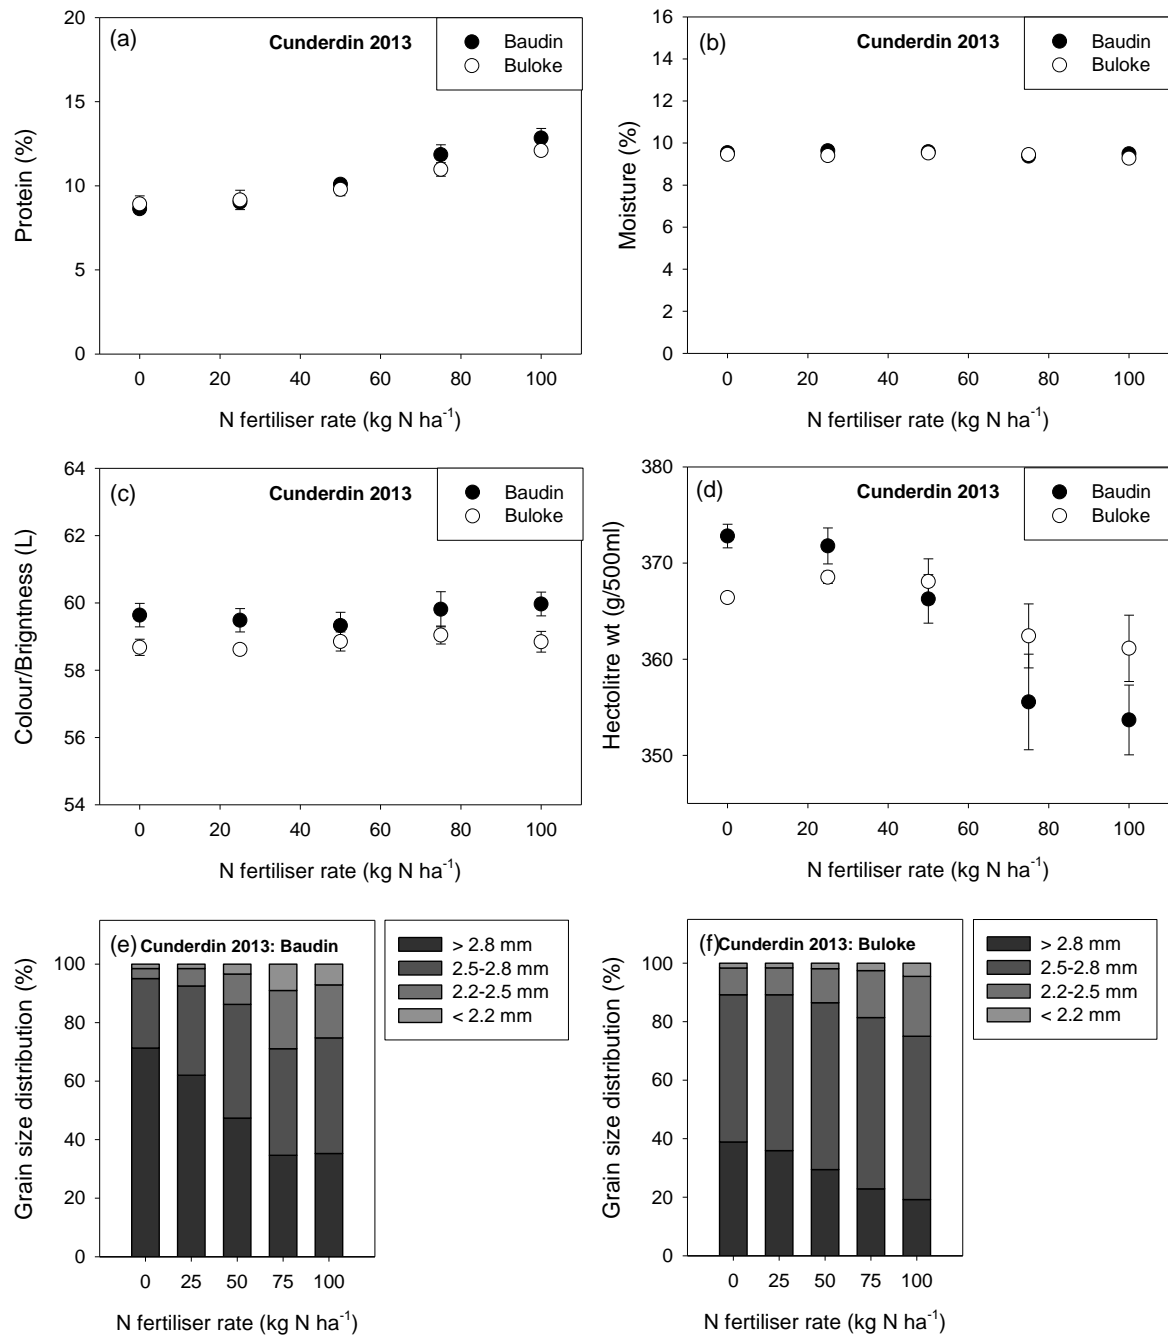 (a)
Cunderdin 2013
Baudin
Buloke
Protein (%)
20
15
10
5
0
0 20 40 60 80 100
N fertiliser rate (kg N ha⁻¹)
(b)
Cunderdin 2013
Baudin
Buloke
Moisture (%)
16
14
12
10
8
6
4
2
0
0 20 40 60 80 100
N fertiliser rate (kg N ha⁻¹)
(c)
Cunderdin 2013
Baudin
Buloke
Colour/Brigntness (L)
64
62
60
58
56
54
0 20 40 60 80 100
N fertiliser rate (kg N ha⁻¹)
(d)
Cunderdin 2013
Baudin
Buloke
Hectolitre wt (g/500ml)
380
370
360
350
0 20 40 60 80 100
N fertiliser rate (kg N ha⁻¹)
(e) Cunderdin 2013: Baudin
> 2.8 mm
2.5-2.8 mm
2.2-2.5 mm
< 2.2 mm
Grain size distribution (%)
100
80
60
40
20
0
0 25 50 75 100
N fertiliser rate (kg N ha⁻¹)
(f) Cunderdin 2013: Buloke
> 2.8 mm
2.5-2.8 mm
2.2-2.5 mm
< 2.2 mm
Grain size distribution (%)
100
80
60
40
20
0
0 25 50 75 100
N fertiliser rate (kg N ha⁻¹)